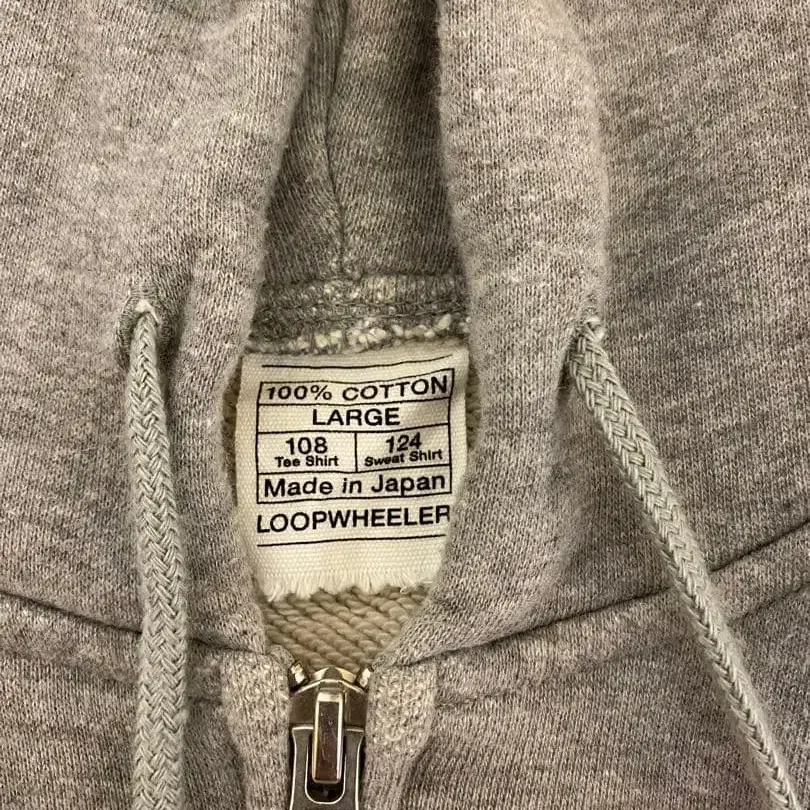 100% COTTON
LARGE
108 124
Tee Shirt Sweat Shirt
Made in Japan
LOOPWHEELER